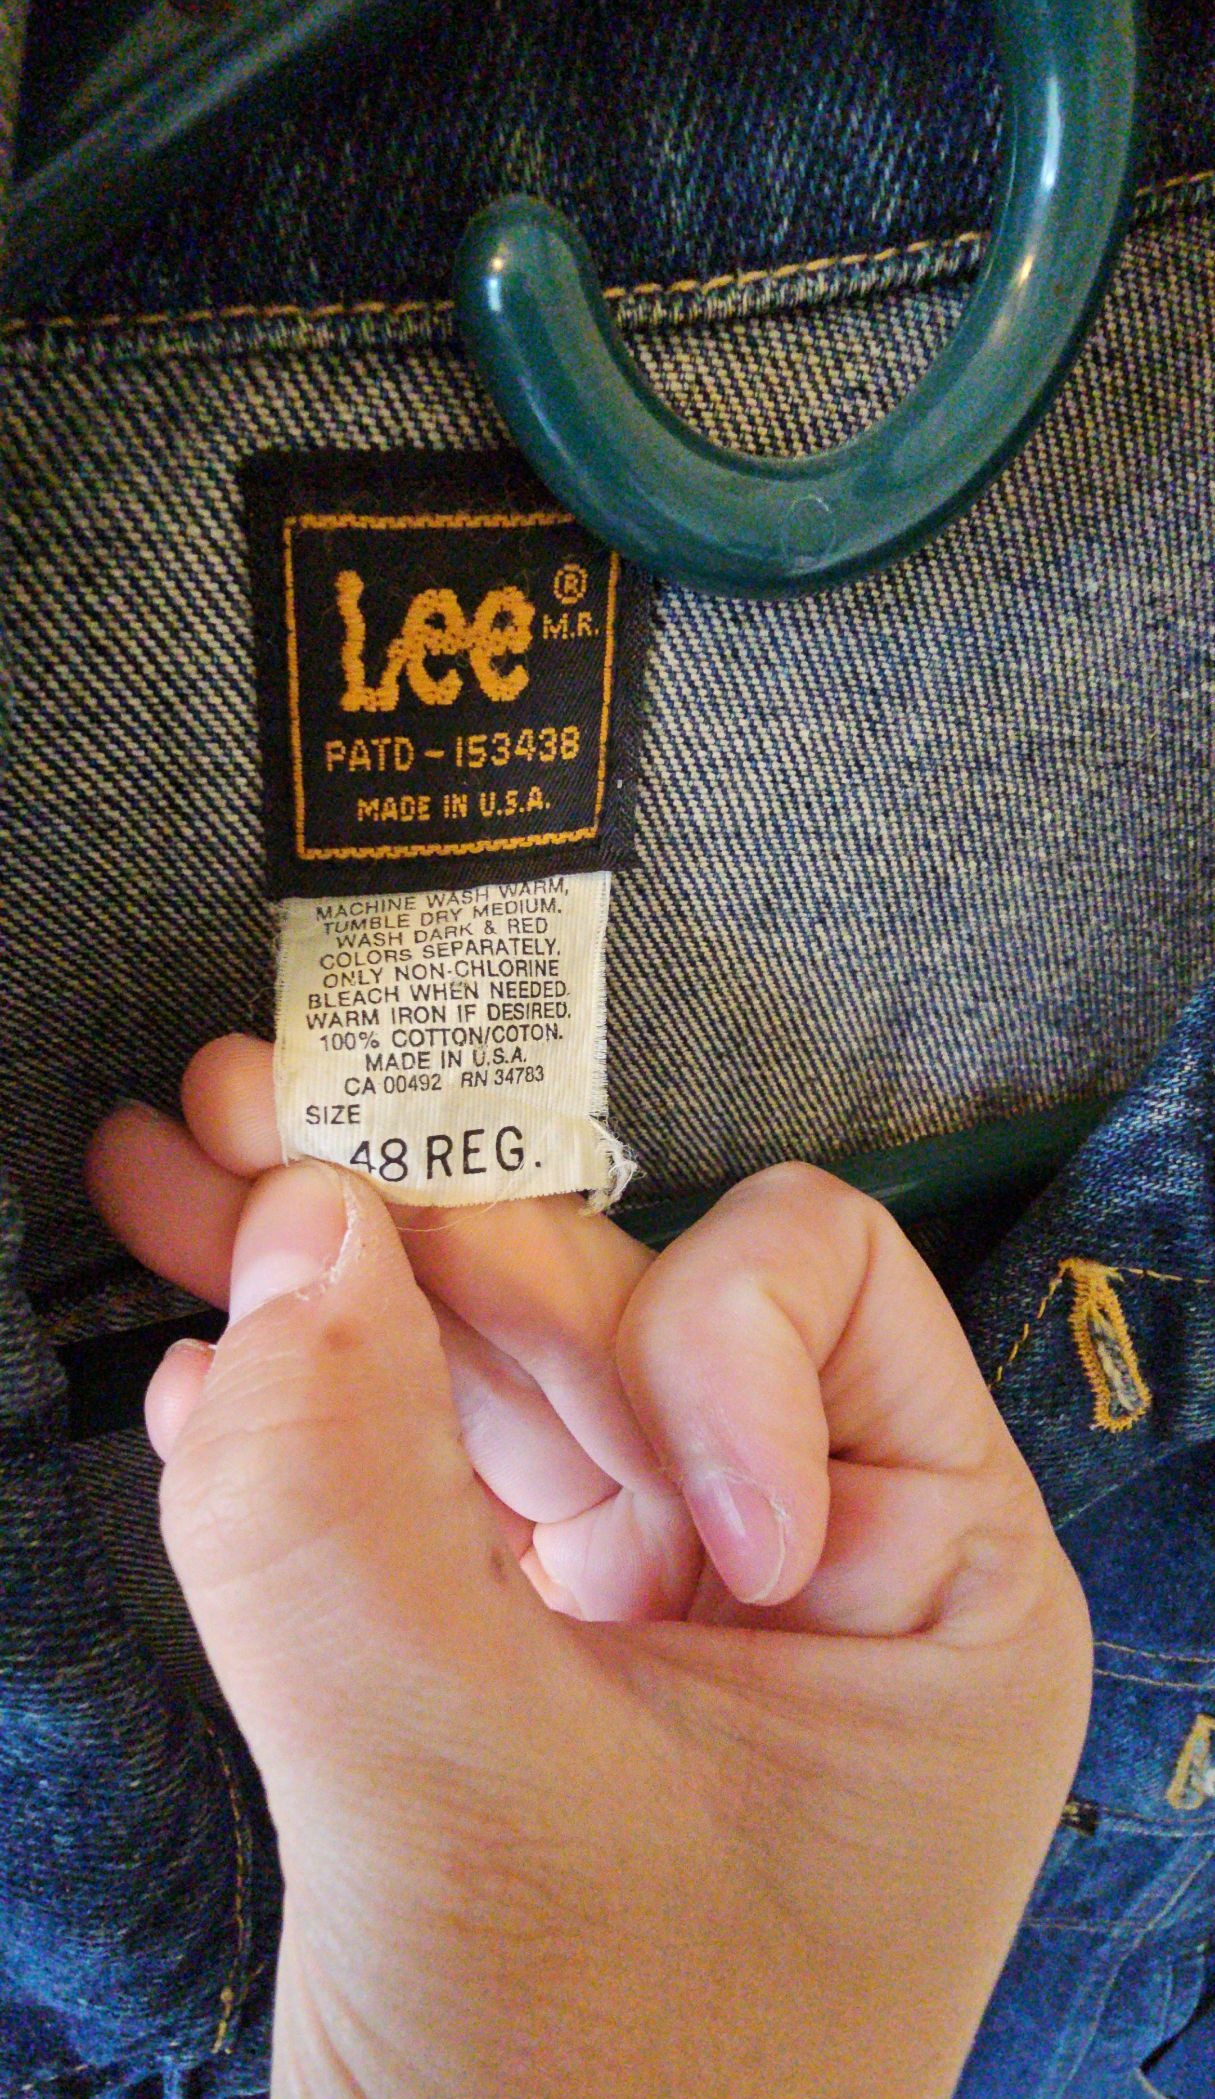 Lee ®
M.R.
PATD-153438
MADE IN U.S.A.
MACHINE WASH WARM,
TUMBLE DRY MEDIUM.
WASH DARK & RED
COLORS SEPARATELY.
ONLY NON-CHLORINE
BLEACH WHEN NEEDED.
WARM IRON IF DESIRED.
100% COTTON/COTON.
MADE IN U.S.A.
CA 00492 RN 34783
SIZE
48 REG.